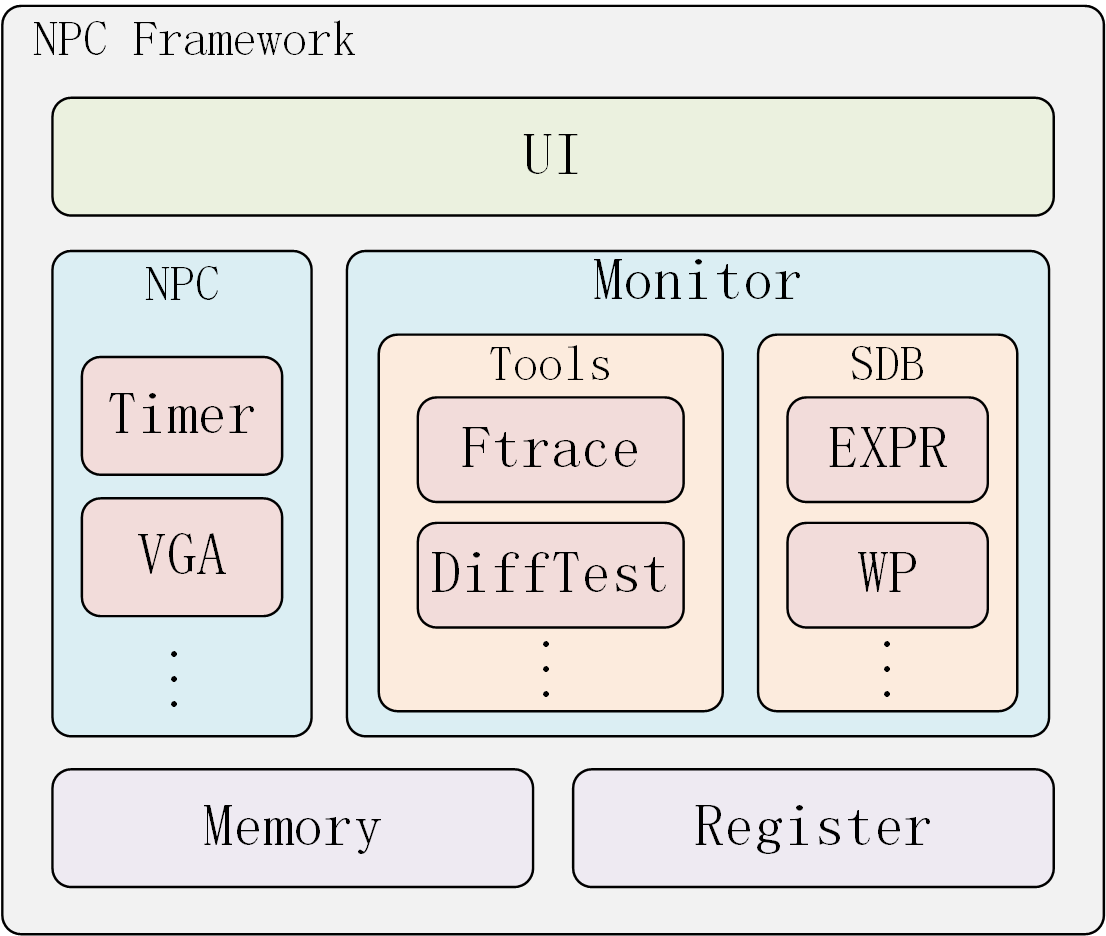 NPC Framework
UI
NPC
Timer
VGA
Monitor
Tools
Ftrace
DiffTest
SDB
EXPR
WP
Memory
Register